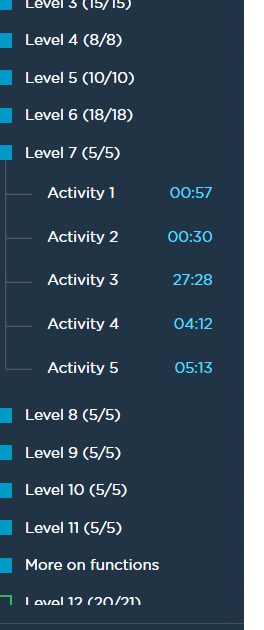 Level 3 (15/15)
Level 4 (8/8)
Level 5 (10/10)
Level 6 (18/18)
Level 7 (5/5)
Activity 1 00:57
Activity 2 00:30
Activity 3 27:28
Activity 4 04:12
Activity 5 05:13
Level 8 (5/5)
Level 9 (5/5)
Level 10 (5/5)
Level 11 (5/5)
More on functions
Level 12 (20/21)